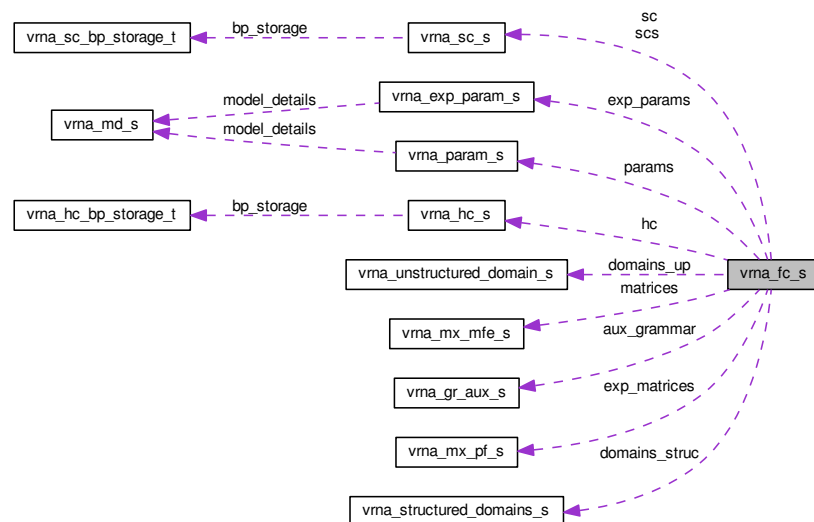 sc
scs
vrna_sc_bp_storage_t
bp_storage
vrna_sc_s
model_details
vrna_exp_param_s
exp_params
vrna_md_s
model_details
vrna_param_s
params
vrna_hc_bp_storage_t
bp_storage
vrna_hc_s
hc
vrna_unstructured_domain_s
domains_up
vrna_fc_s
matrices
vrna_mx_mfe_s
aux_grammar
vrna_gr_aux_s
exp_matrices
vrna_mx_pf_s
domains_struc
vrna_structured_domains_s